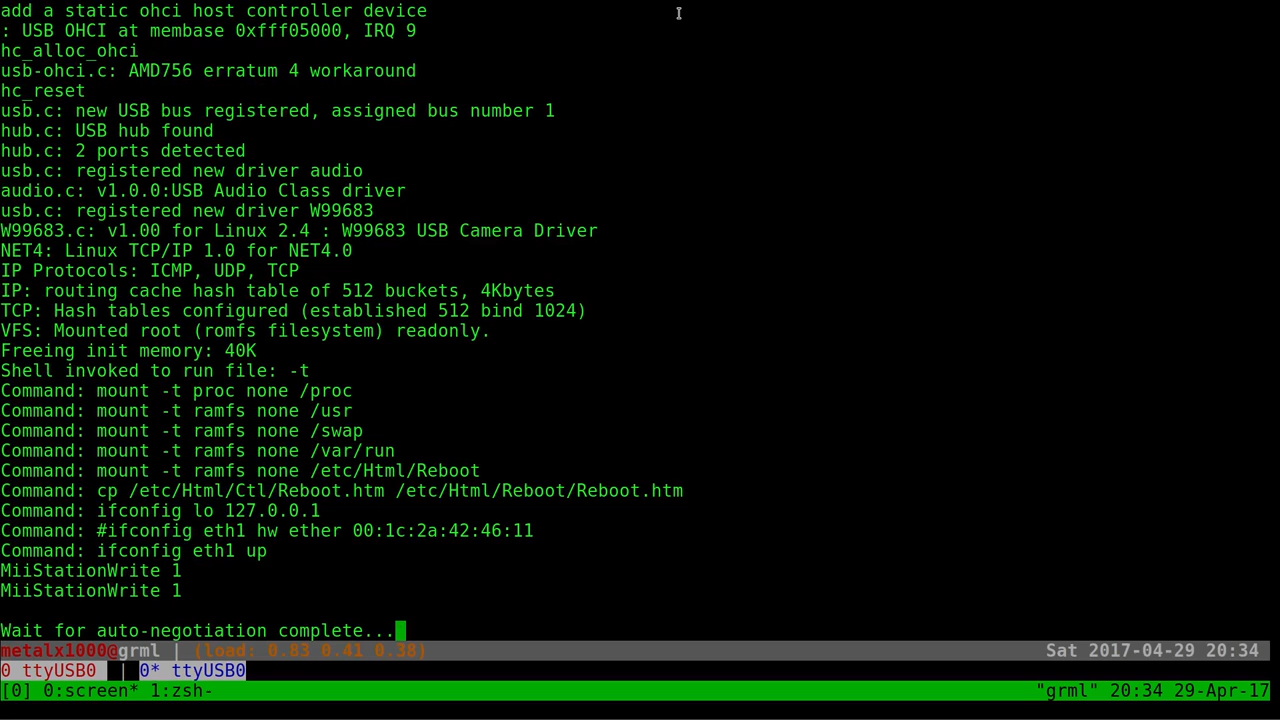 add a static ohci host controller device
: USB OHCI at membase 0xfff05000, IRQ 9
hc_alloc_ohci
usb-ohci.c: AMD756 erratum 4 workaround
hc_reset
usb.c: new USB bus registered, assigned bus number 1
hub.c: USB hub found
hub.c: 2 ports detected
usb.c: registered new driver audio
audio.c: v1.0.0:USB Audio Class driver
usb.c: registered new driver W99683
W99683.c: v1.00 for Linux 2.4 : W99683 USB Camera Driver
NET4: Linux TCP/IP 1.0 for NET4.0
IP Protocols: ICMP, UDP, TCP
IP: routing cache hash table of 512 buckets, 4Kbytes
TCP: Hash tables configured (established 512 bind 1024)
VFS: Mounted root (romfs filesystem) readonly.
Freeing init memory: 40K
Shell invoked to run file: -t
Command: mount -t proc none /proc
Command: mount -t ramfs none /usr
Command: mount -t ramfs none /swap
Command: mount -t ramfs none /var/run
Command: mount -t ramfs none /etc/Html/Reboot
Command: cp /etc/Html/Ctl/Reboot.htm /etc/Html/Reboot/Reboot.htm
Command: ifconfig lo 127.0.0.1
Command: #ifconfig eth1 hw ether 00:1c:2a:42:46:11
Command: ifconfig eth1 up
MiiStationWrite 1
MiiStationWrite 1
Wait for auto-negotiation complete...
metalx1000@grml | (load: 0.83 0.41 0.38) Sat 2017-04-29 20:34
0 ttyUSB0 | 0* ttyUSB0
[0] 0:screen* 1:zsh- "grml" 20:34 29-Apr-17